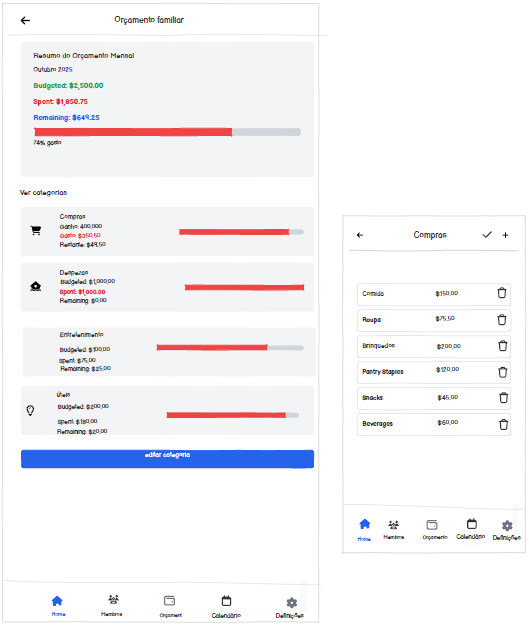 Orçamento familiar
Resumo do Orçamento Mensal
Outubro 2025
Budgeted: $2,500.00
Spent: $1,850.75
Remaining: $649.25
74% gasto
Ver categorias
Compras
Ganho: 400,000
Gasto: $350,50
Restante: $49,50
Despezas
Budgeted: $1,000,00
Spent: $1,000.00
Remaining: $0,00
Entretenimento
Budgeted: $100,00
Spent: $75,00
Remaining: $25,00
Úteis
Budgeted: $200,00
Spent: $180,00
Remaining: $20,00
editar categoria
Home Membros Orçament Calendário Definições
Compras
Comida $150,00
Roupa $75,50
Brinquedos $200,00
Pantry Staples $120,00
Snacks $45,00
Beverages $60,00
Home Membros Orçamento Calendário Definições